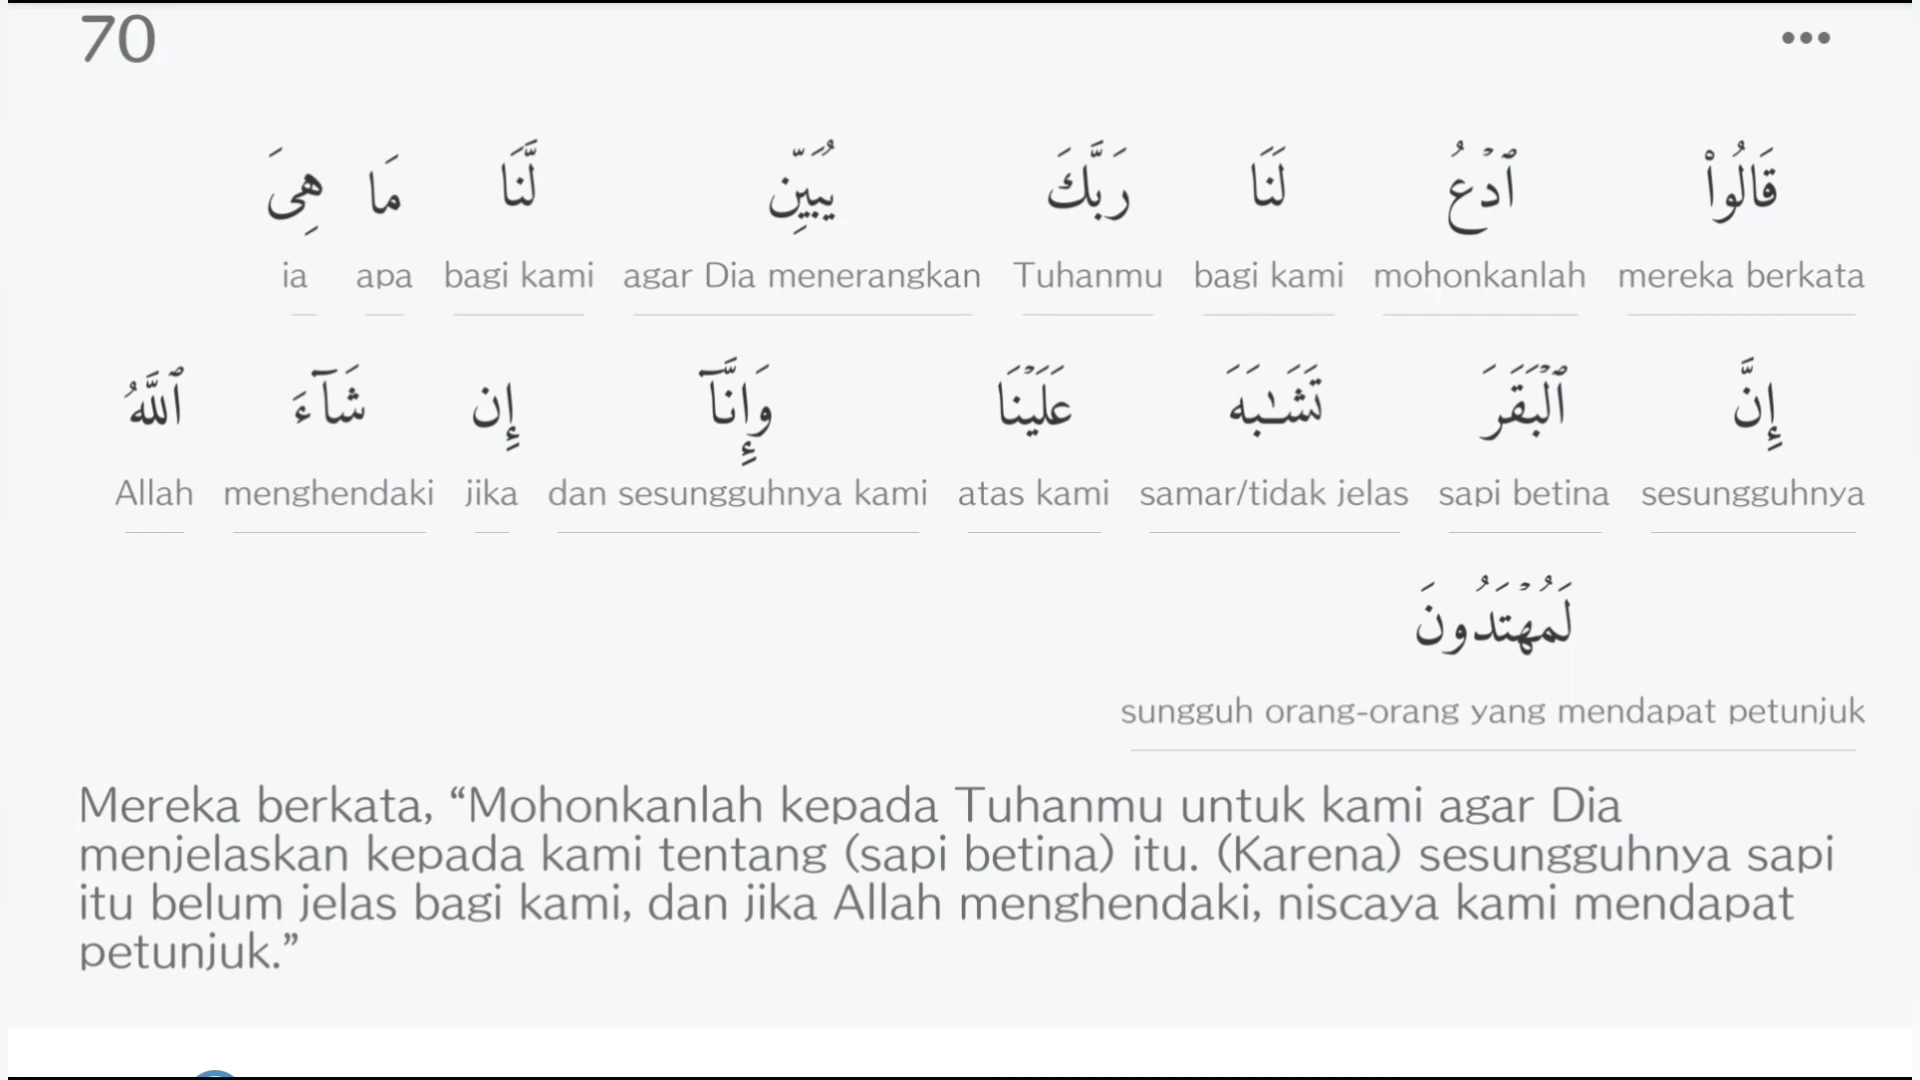 70
قَالُوا۟ ٱدۡعُ لَنَا رَبَّكَ يُبَيِّن لَّنَا مَا هِىَ
mereka berkata mohonkanlah bagi kami Tuhanmu agar Dia menerangkan bagi kami apa ia
إِنَّ ٱلۡبَقَرَ تَشَـٰبَهَ عَلَيۡنَا وَإِنَّآ إِن شَآءَ ٱللَّهُ
sesungguhnya sapi betina samar/tidak jelas atas kami dan sesungguhnya kami jika menghendaki Allah
لَمُهۡتَدُونَ
sungguh orang-orang yang mendapat petunjuk
Mereka berkata, “Mohonkanlah kepada Tuhanmu untuk kami agar Dia
menjelaskan kepada kami tentang (sapi betina) itu. (Karena) sesungguhnya sapi
itu belum jelas bagi kami, dan jika Allah menghendaki, niscaya kami mendapat
petunjuk.”